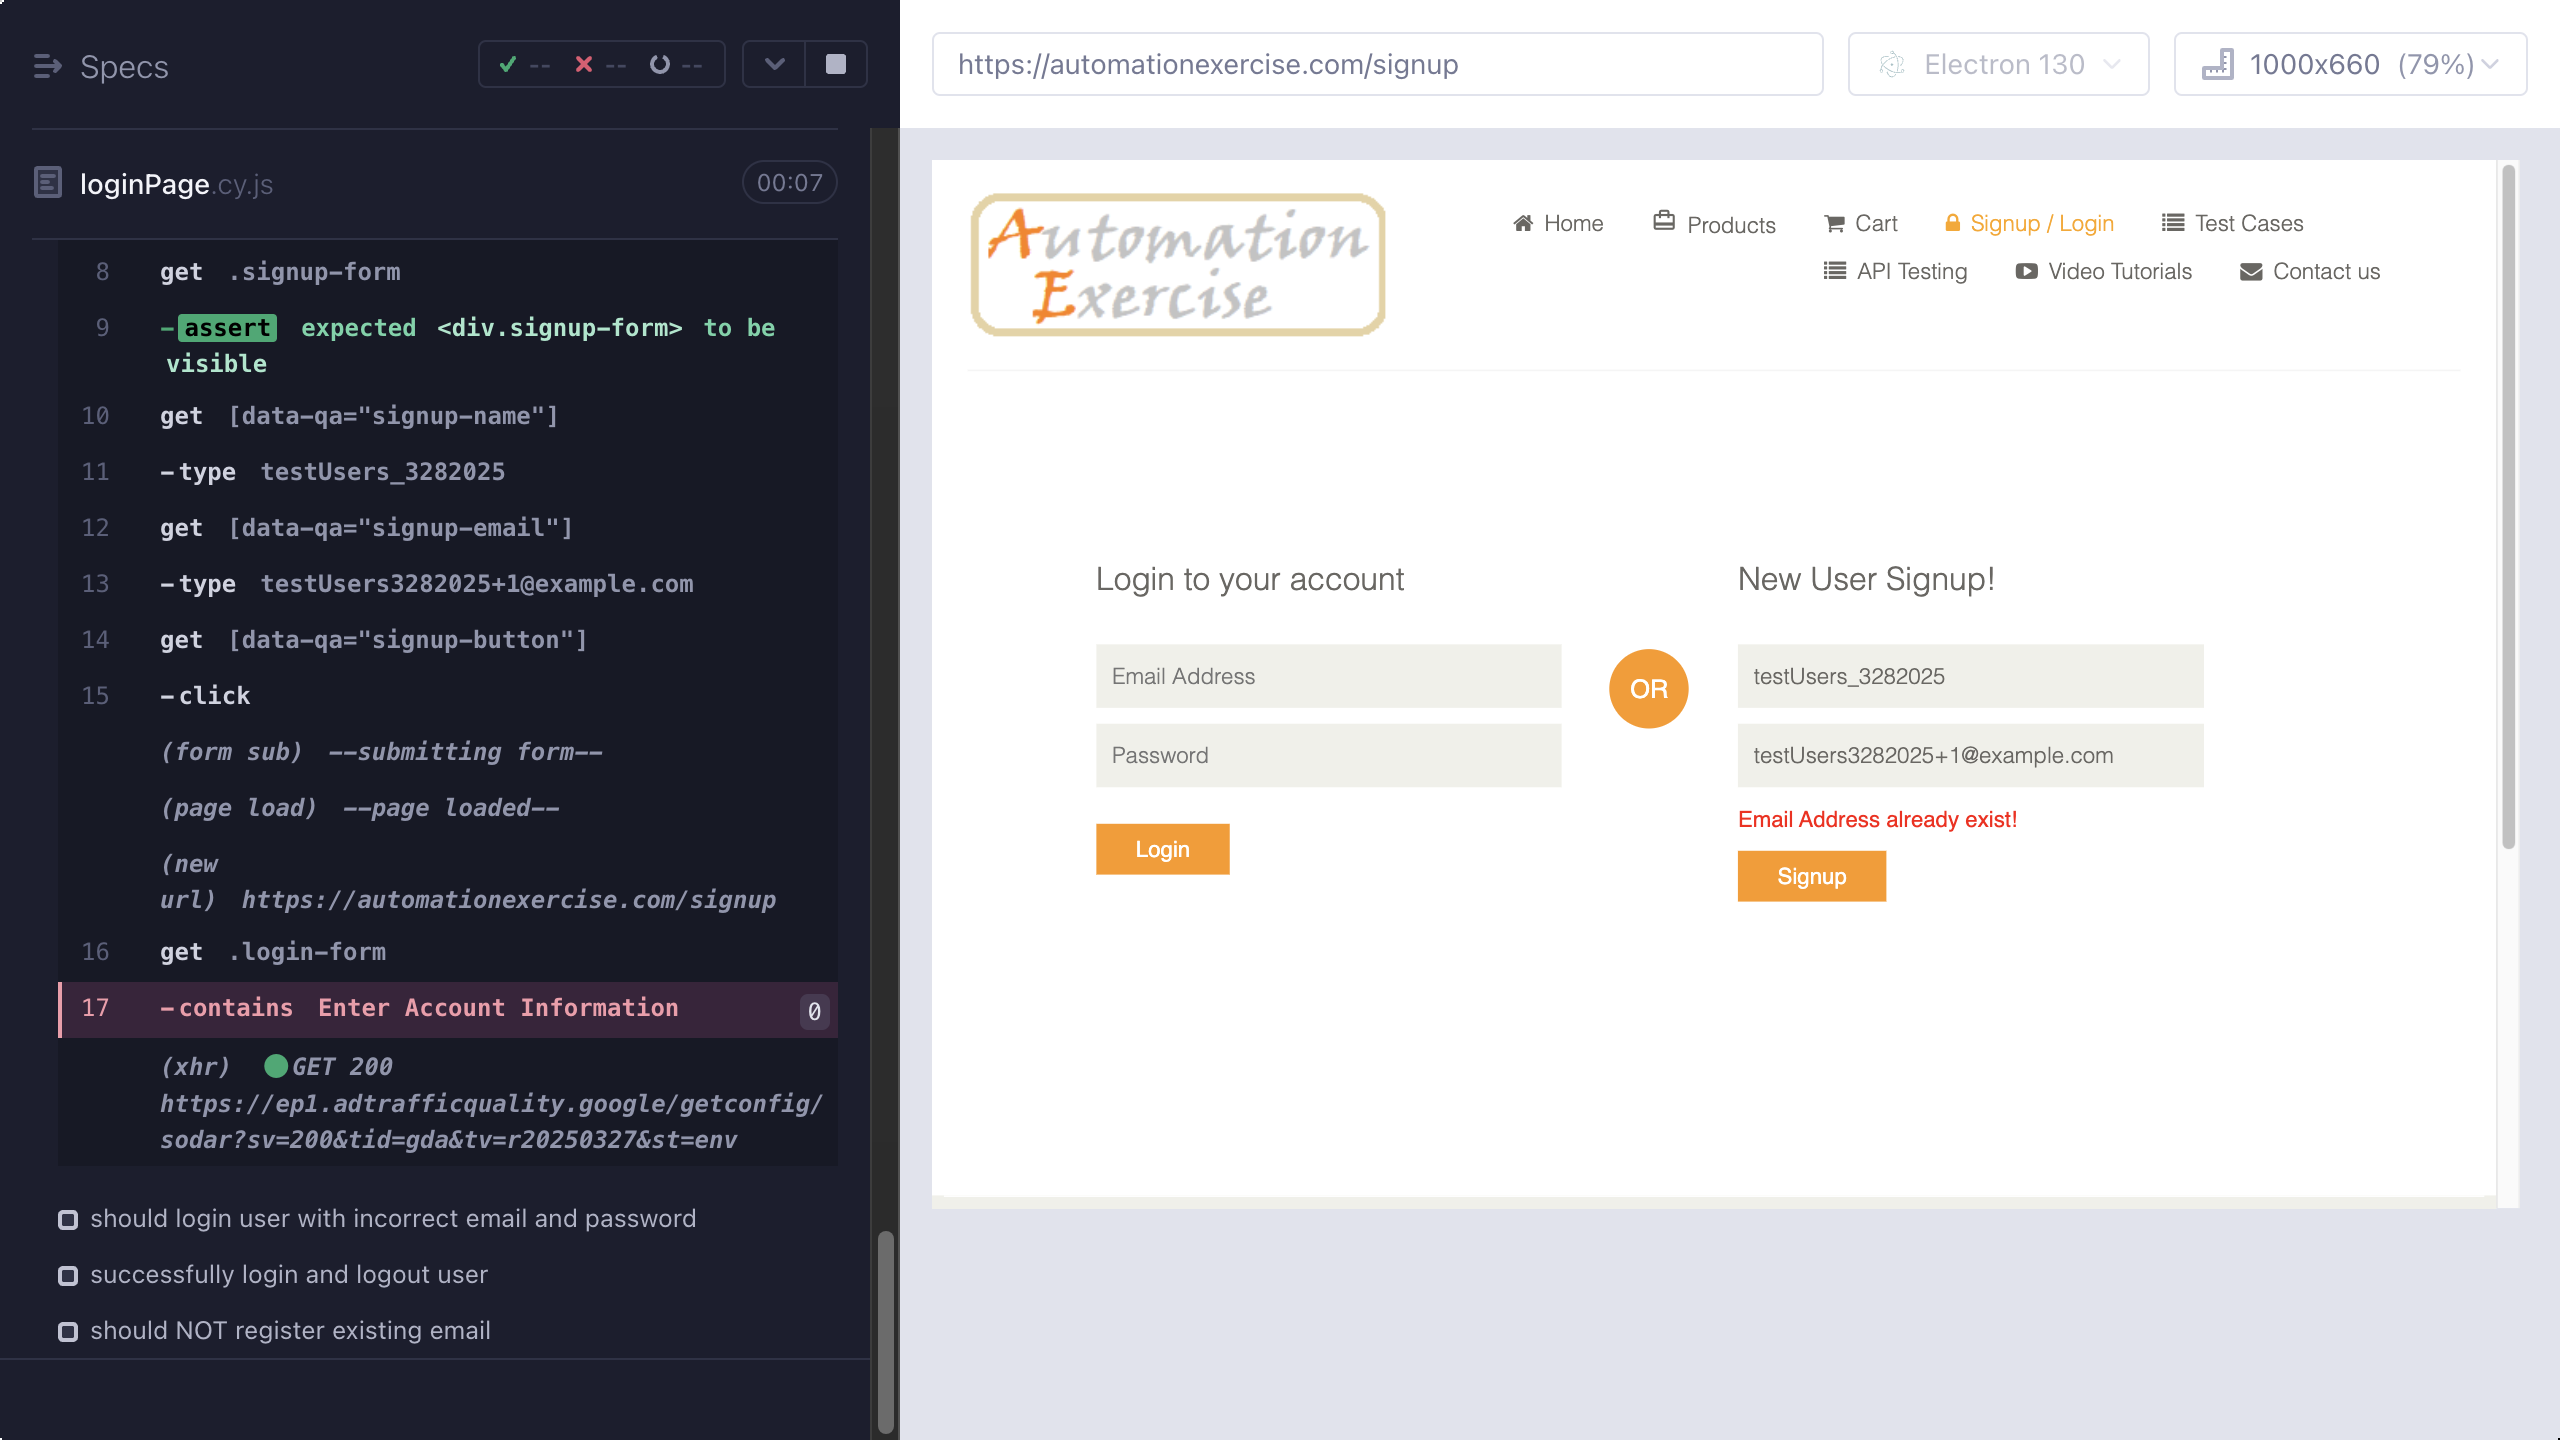 Specs
-- -- --
loginPage.cy.js 00:07
8 get .signup-form
9 -assert expected <div.signup-form> to be
visible
10 get [data-qa="signup-name"]
11 -type testUsers_3282025
12 get [data-qa="signup-email"]
13 -type testUsers3282025+1@example.com
14 get [data-qa="signup-button"]
15 -click
(form sub) --submitting form--
(page load) --page loaded--
(new
url) https://automationexercise.com/signup
16 get .login-form
17 -contains Enter Account Information 0
(xhr) GET 200
https://ep1.adtrafficquality.google/getconfig/
sodar?sv=200&tid=gda&tv=r20250327&st=env
should login user with incorrect email and password
successfully login and logout user
should NOT register existing email
https://automationexercise.com/signup
Electron 130
1000x660 (79%)
Automation
Exercise
Home Products Cart Signup / Login Test Cases
API Testing Video Tutorials Contact us
Login to your account
Email Address
Password
Login
OR
New User Signup!
testUsers_3282025
testUsers3282025+1@example.com
Email Address already exist!
Signup